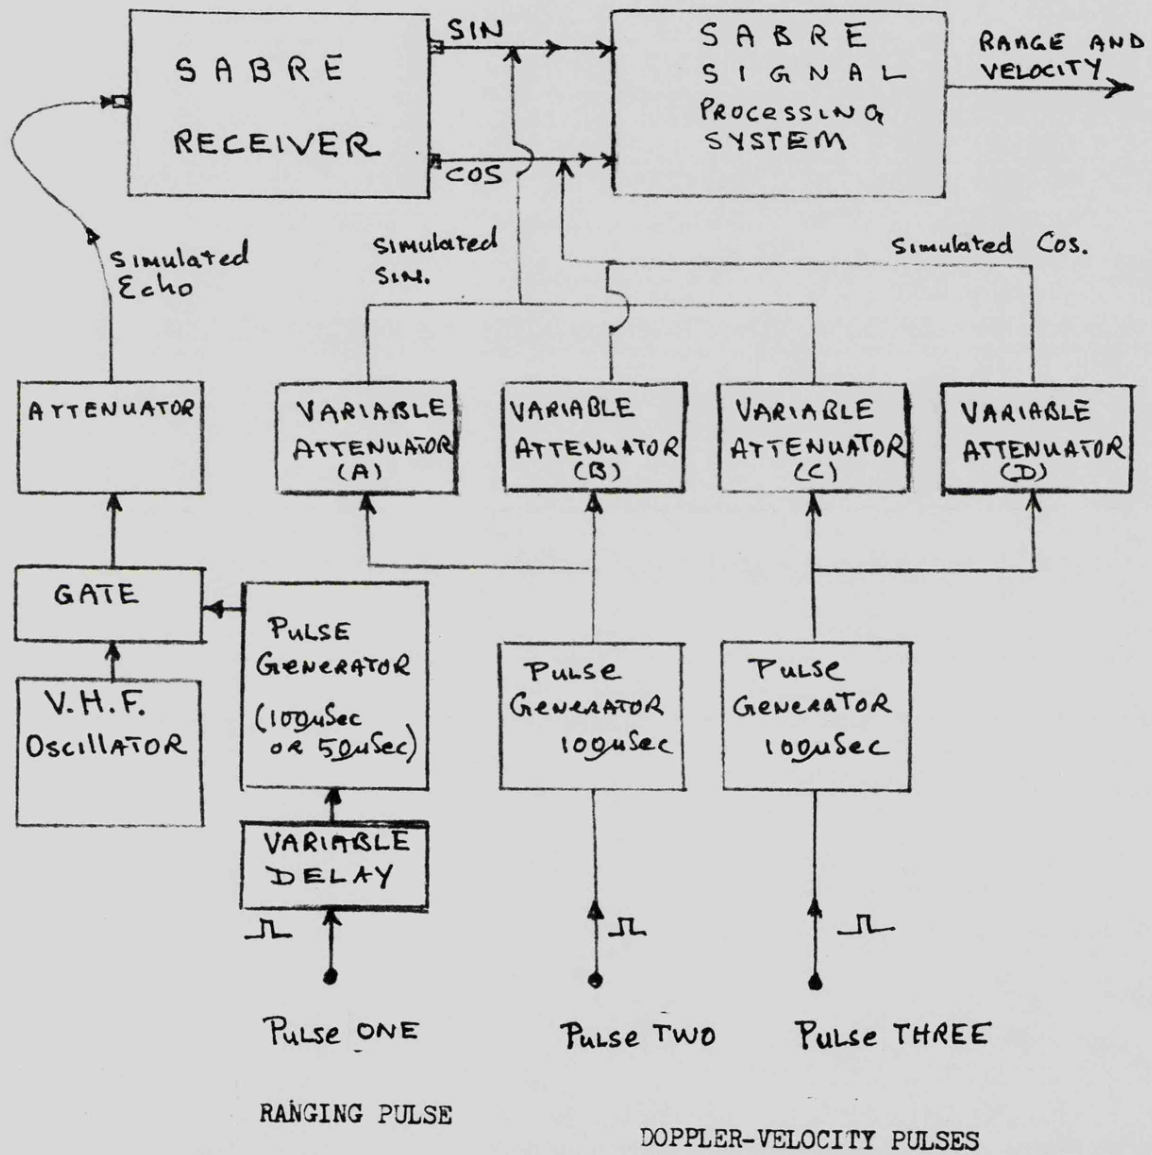 SABRE
RECEIVER
SIN
COS
SABRE
SIGNAL
PROCESSING
SYSTEM
RANGE AND
VELOCITY
Simulated
Echo
Simulated
Sin.
Simulated Cos.
ATTENUATOR
VARIABLE
ATTENUATOR
(A)
VARIABLE
ATTENUATOR
(B)
VARIABLE
ATTENUATOR
(C)
VARIABLE
ATTENUATOR
(D)
GATE
V.H.F.
Oscillator
Pulse
Generator
(100µSec
OR 50µSec)
Pulse
Generator
100µSec
Pulse
Generator
100µSec
VARIABLE
DELAY
Pulse ONE
Pulse TWO
Pulse THREE
RANGING PULSE
DOPPLER-VELOCITY PULSES